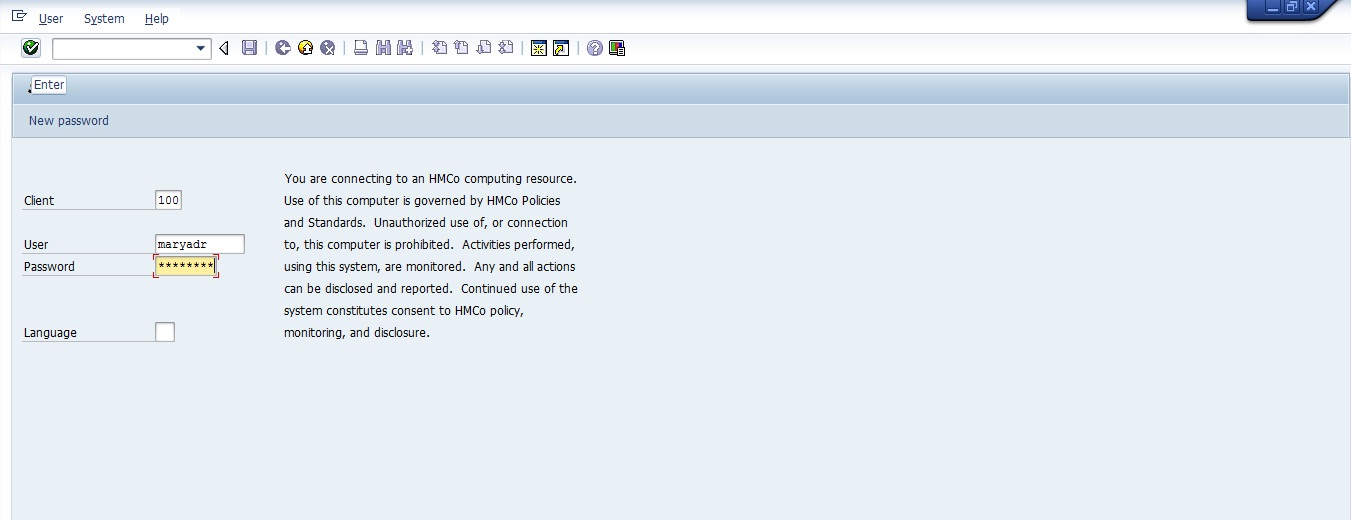 User System Help
Enter
New password
You are connecting to an HMCo computing resource.
Client 100
Use of this computer is governed by HMCo Policies
and Standards. Unauthorized use of, or connection
User maryadr
to, this computer is prohibited. Activities performed,
Password ********
using this system, are monitored. Any and all actions
can be disclosed and reported. Continued use of the
system constitutes consent to HMCo policy,
Language
monitoring, and disclosure.